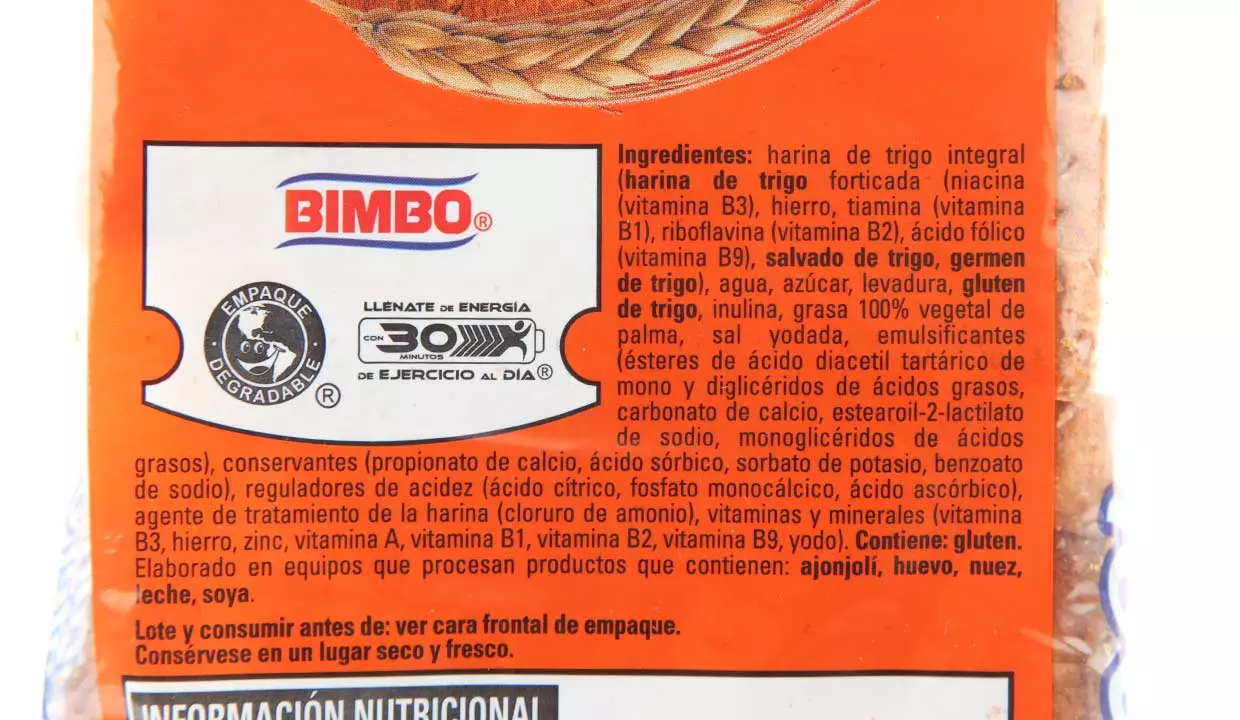 BIMBO®
EMPAQUE
DEGRADABLE
®
LLÉNATE DE ENERGÍA
CON 30
MINUTOS
DE EJERCICIO AL DÍA®
Ingredientes: harina de trigo integral
(harina de trigo forticada (niacina
(vitamina B3), hierro, tiamina (vitamina
B1), riboflavina (vitamina B2), ácido fólico
(vitamina B9), salvado de trigo, germen
de trigo), agua, azúcar, levadura, gluten
de trigo, inulina, grasa 100% vegetal de
palma, sal yodada, emulsificantes
(ésteres de ácido diacetil tartárico de
mono y diglicéridos de ácidos grasos,
carbonato de calcio, estearoil-2-lactilato
de sodio, monoglicéridos de ácidos
grasos), conservantes (propionato de calcio, ácido sórbico, sorbato de potasio, benzoato
de sodio), reguladores de acidez (ácido cítrico, fosfato monocálcico, ácido ascórbico),
agente de tratamiento de la harina (cloruro de amonio), vitaminas y minerales (vitamina
B3, hierro, zinc, vitamina A, vitamina B1, vitamina B2, vitamina B9, yodo). Contiene: gluten.
Elaborado en equipos que procesan productos que contienen: ajonjolí, huevo, nuez,
leche, soya.
Lote y consumir antes de: ver cara frontal de empaque.
Consérvese en un lugar seco y fresco.
INFORMACIÓN NUTRICIONAL